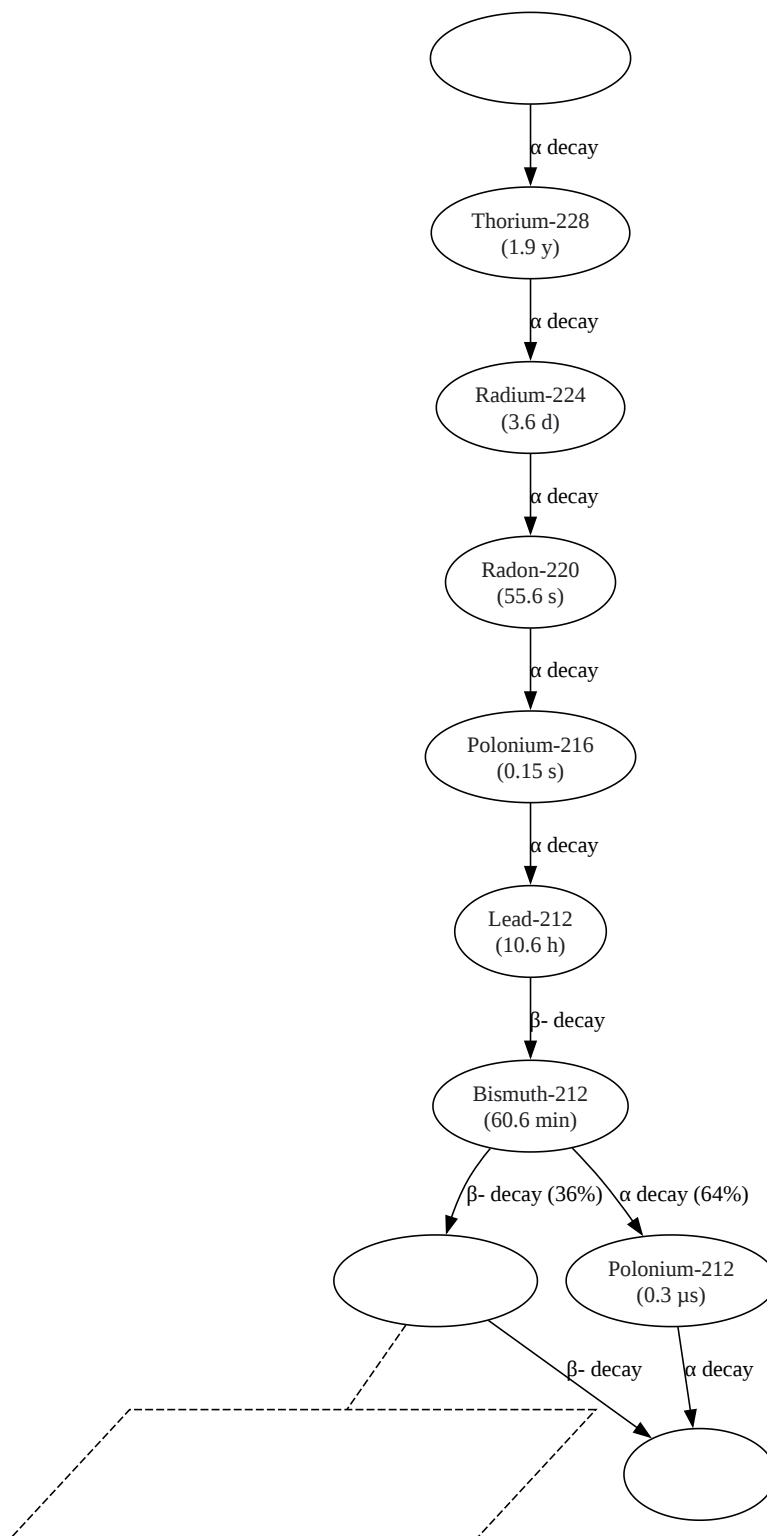 α decay
Thorium-228
(1.9 y)
α decay
Radium-224
(3.6 d)
α decay
Radon-220
(55.6 s)
α decay
Polonium-216
(0.15 s)
α decay
Lead-212
(10.6 h)
β- decay
Bismuth-212
(60.6 min)
β- decay (36%)
α decay (64%)
Polonium-212
(0.3 µs)
β- decay
α decay